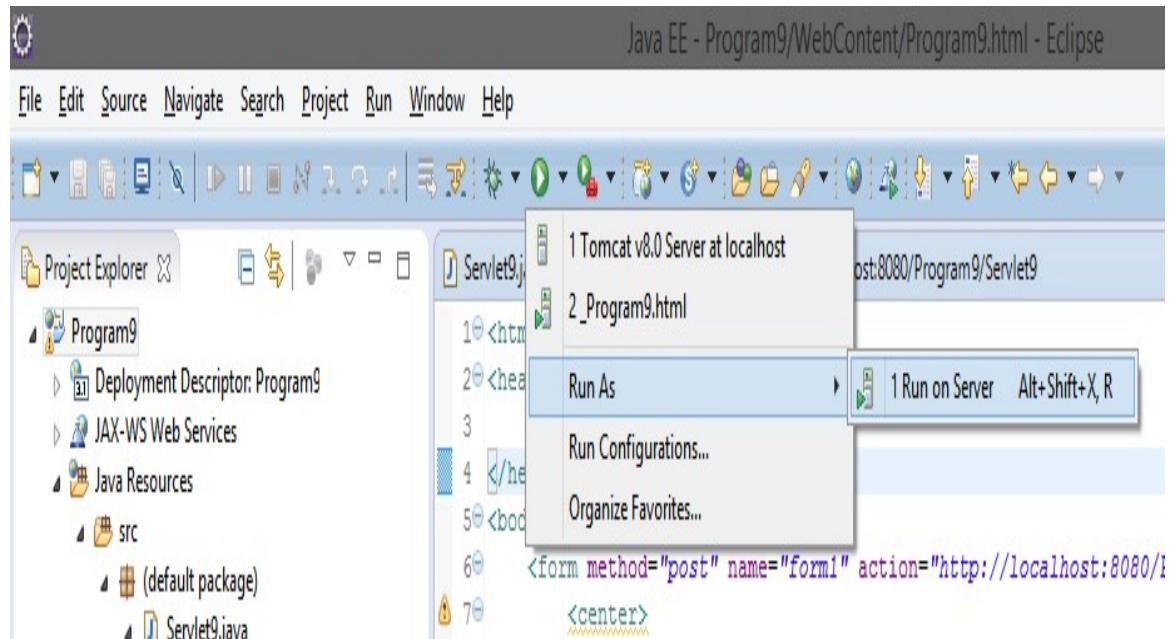 Java EE - Program9/WebContent/Program9.html - Eclipse
File Edit Source Navigate Search Project Run Window Help
Project Explorer
Program9
Deployment Descriptor: Program9
3.1
JAX-WS Web Services
Java Resources
src
(default package)
Servlet9.java
Servlet9.j
ost:8080/Program9/Servlet9
1 Tomcat v8.0 Server at localhost
2 _Program9.html
Run As
Run Configurations...
Organize Favorites...
1 Run on Server Alt+Shift+X, R
1 <htm
2 <hea
3
4 </he
5 <bod
6 <form method="post" name="form1" action="http://localhost:8080/
7 <center>